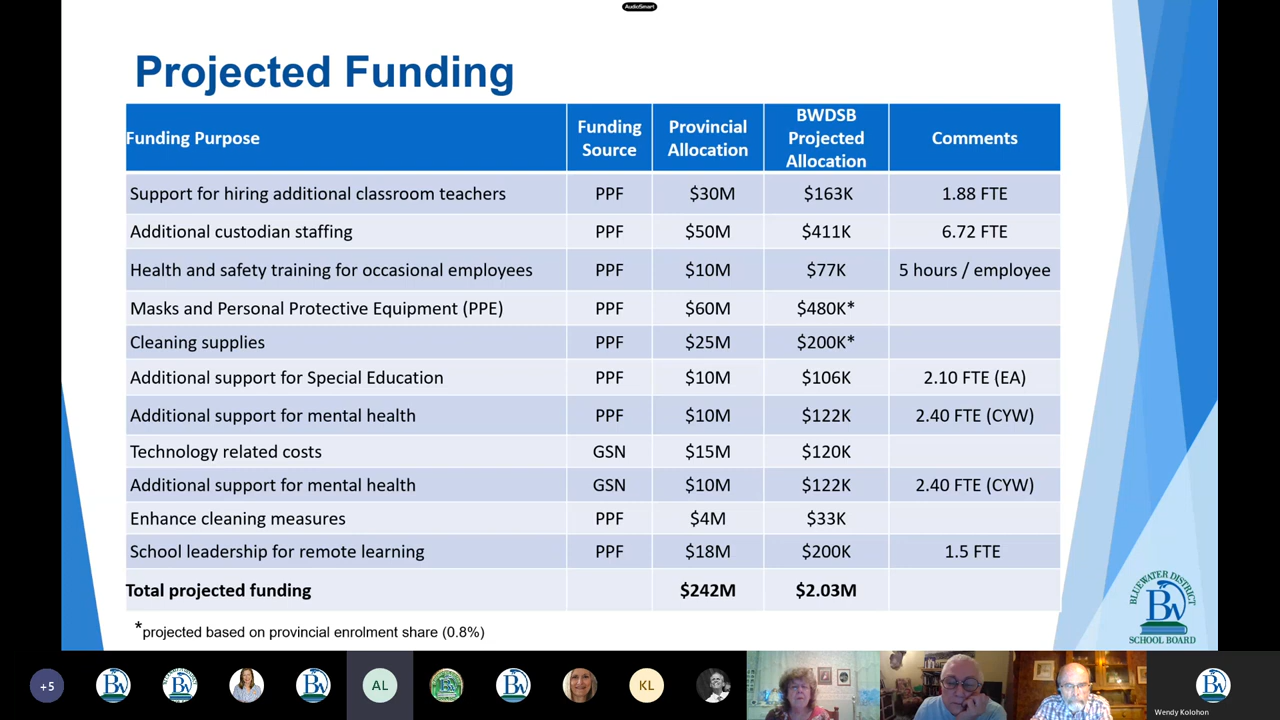 AudioSmart
Projected Funding
Funding Purpose | Funding Source | Provincial Allocation | BWDSB Projected Allocation | Comments
Support for hiring additional classroom teachers | PPF | $30M | $163K | 1.88 FTE
Additional custodian staffing | PPF | $50M | $411K | 6.72 FTE
Health and safety training for occasional employees | PPF | $10M | $77K | 5 hours / employee
Masks and Personal Protective Equipment (PPE) | PPF | $60M | $480K*
Cleaning supplies | PPF | $25M | $200K*
Additional support for Special Education | PPF | $10M | $106K | 2.10 FTE (EA)
Additional support for mental health | PPF | $10M | $122K | 2.40 FTE (CYW)
Technology related costs | GSN | $15M | $120K
Additional support for mental health | GSN | $10M | $122K | 2.40 FTE (CYW)
Enhance cleaning measures | PPF | $4M | $33K
School leadership for remote learning | PPF | $18M | $200K | 1.5 FTE
Total projected funding | $242M | $2.03M
*projected based on provincial enrolment share (0.8%)
BLUEWATER DISTRICT
BW
SCHOOL BOARD
+5
AL
KL
Wendy Kolohon